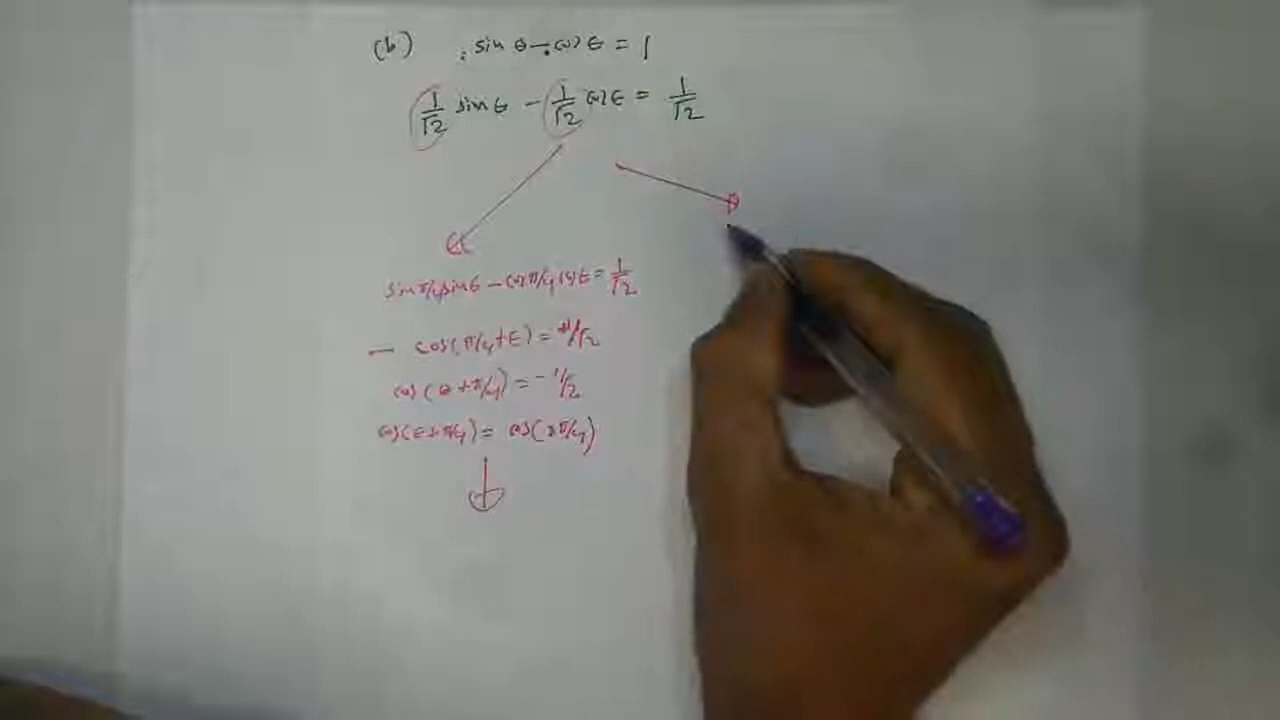 (b) sin θ - cos θ = 1
1/√2 sin θ - 1/√2 cos θ = 1/√2
sin π/4 sin θ - cos π/4 cos θ = 1/√2
- cos(π/4 + θ) = 1/√2
cos(θ + π/4) = - 1/√2
cos(θ + π/4) = cos(3π/4)